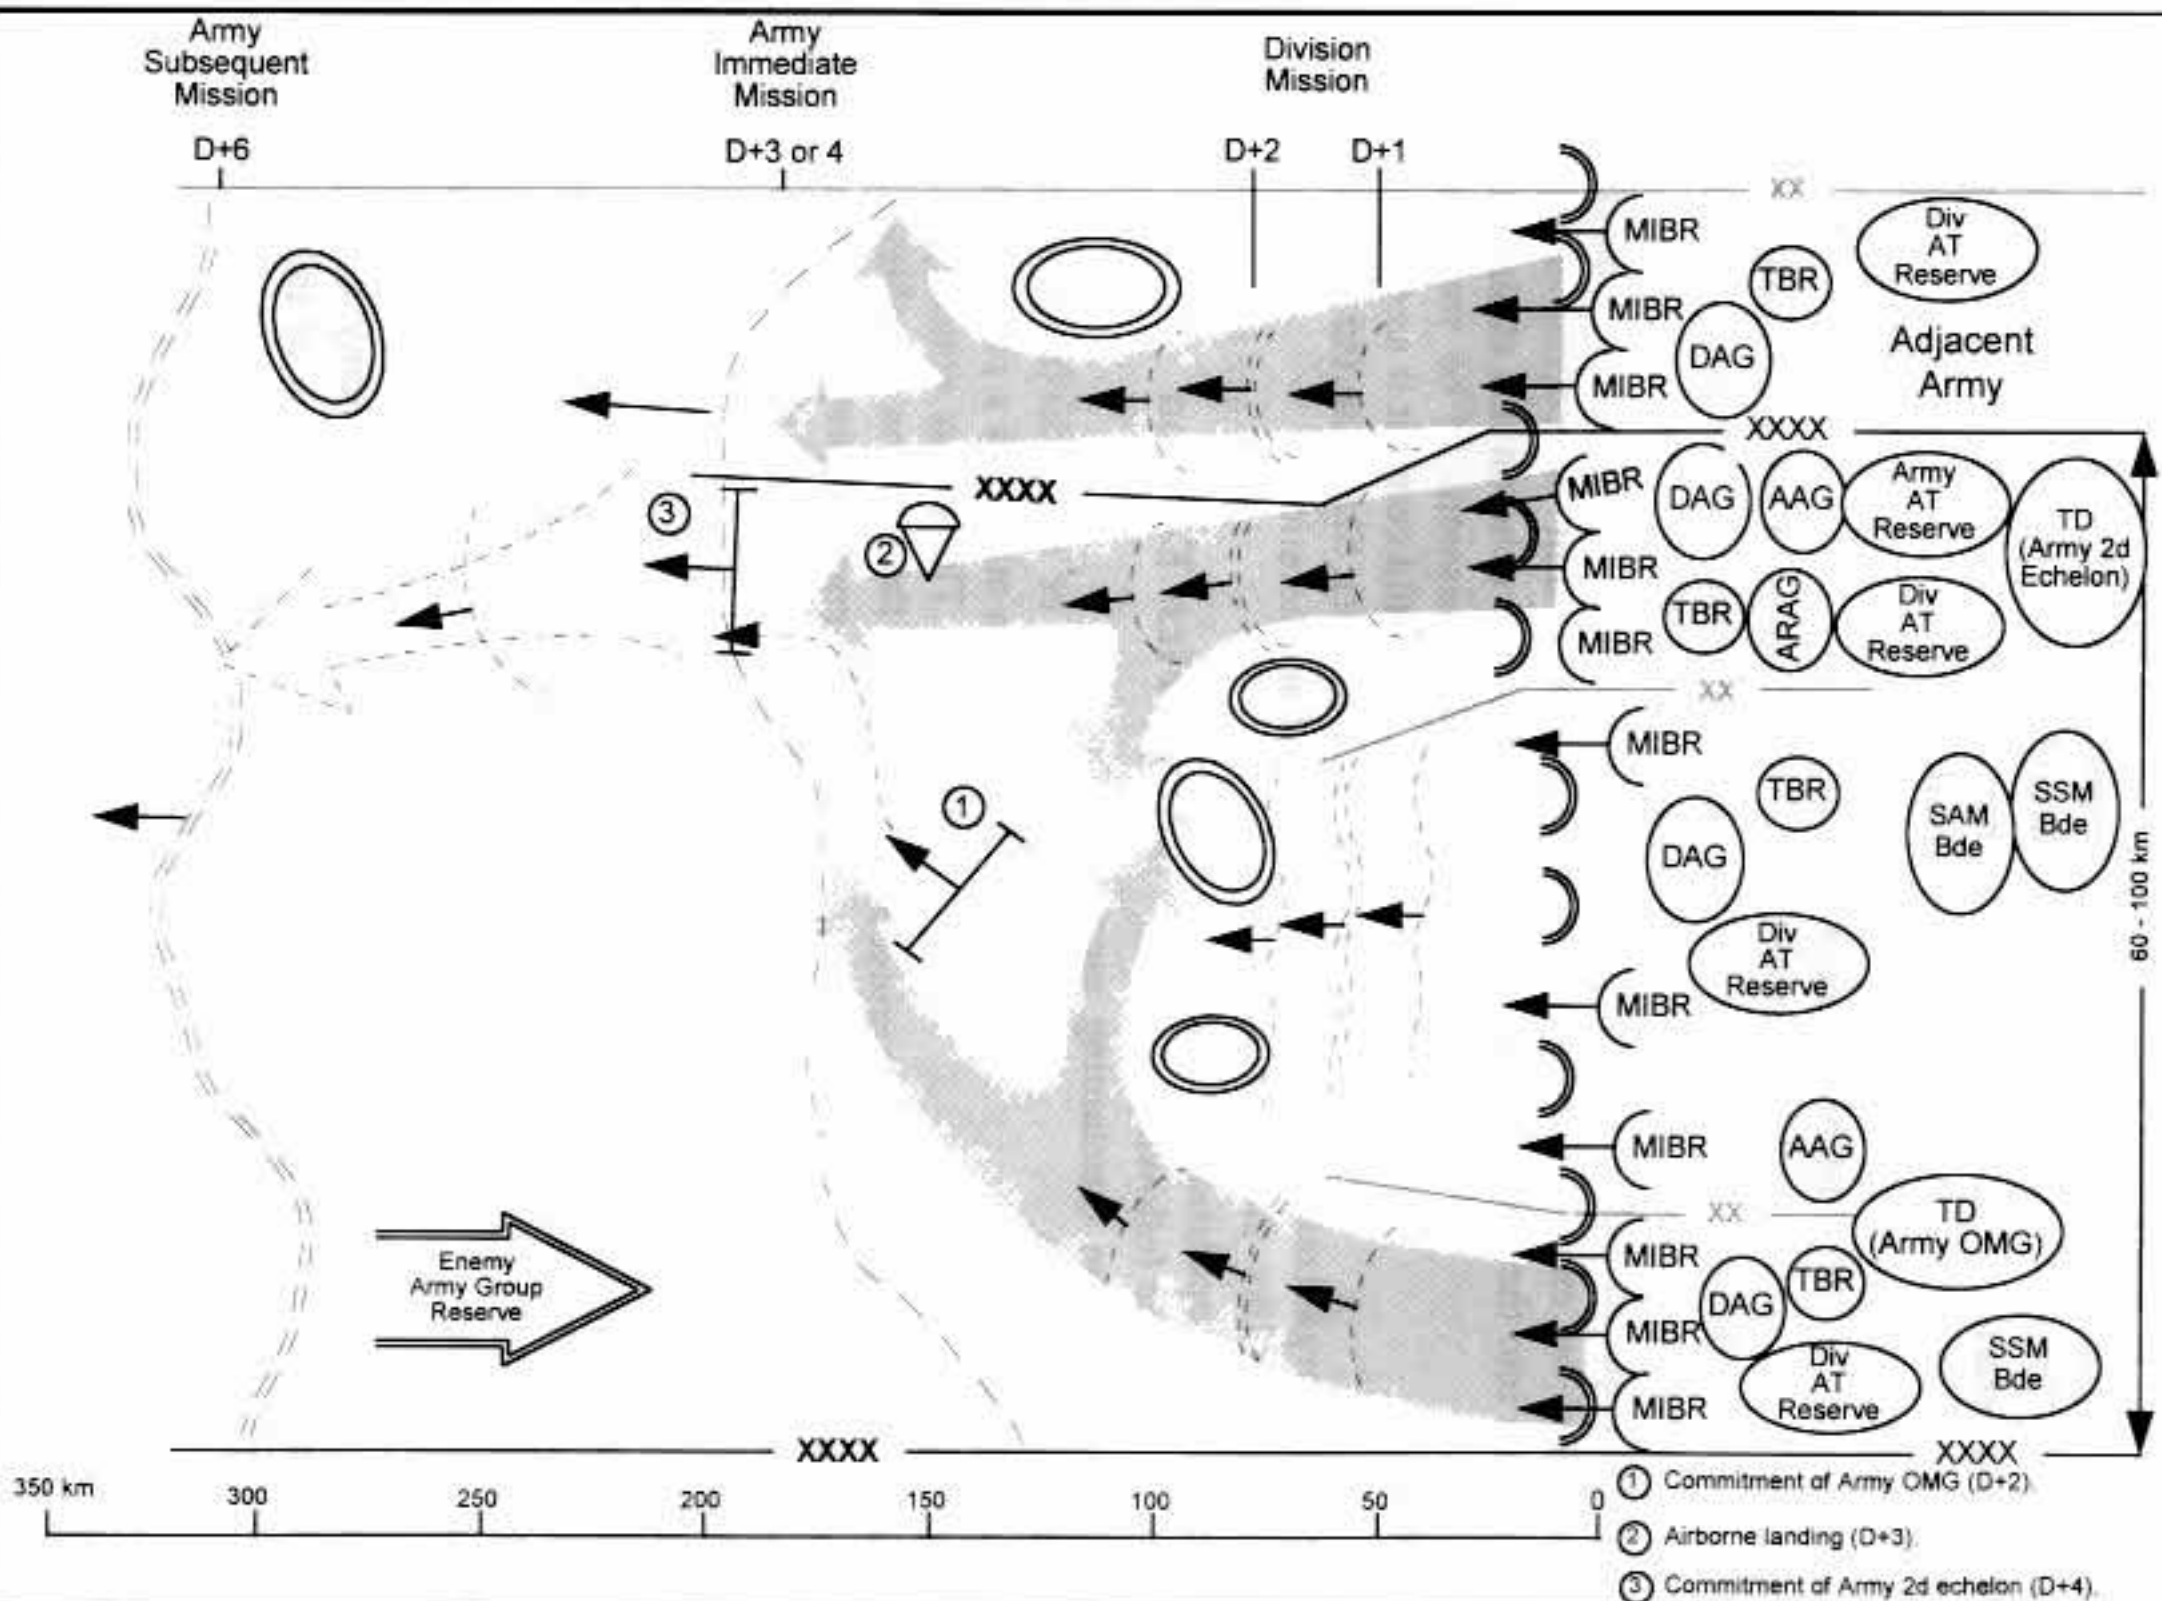 Army
Subsequent
Mission
D+6
Army
Immediate
Mission
D+3 or 4
Division
Mission
D+2
D+1
XX
MIBR
Div
AT
Reserve
TBR
MIBR
DAG
MIBR
Adjacent
Army
XXXX
XXXX
3
2
MIBR
DAG
AAG
Army
AT
Reserve
TD
(Army 2d
Echelon)
MIBR
TBR
ARAG
Div
AT
Reserve
MIBR
XX
MIBR
TBR
SAM
Bde
SSM
Bde
1
DAG
60 - 100 km
Div
AT
Reserve
MIBR
MIBR
AAG
XX
TD
(Army OMG)
MIBR
TBR
DAG
MIBR
Div
AT
Reserve
SSM
Bde
MIBR
Enemy
Army Group
Reserve
XXXX
XXXX
350 km
300
250
200
150
100
50
0
1 Commitment of Army OMG (D+2).
2 Airborne landing (D+3).
3 Commitment of Army 2d echelon (D+4).